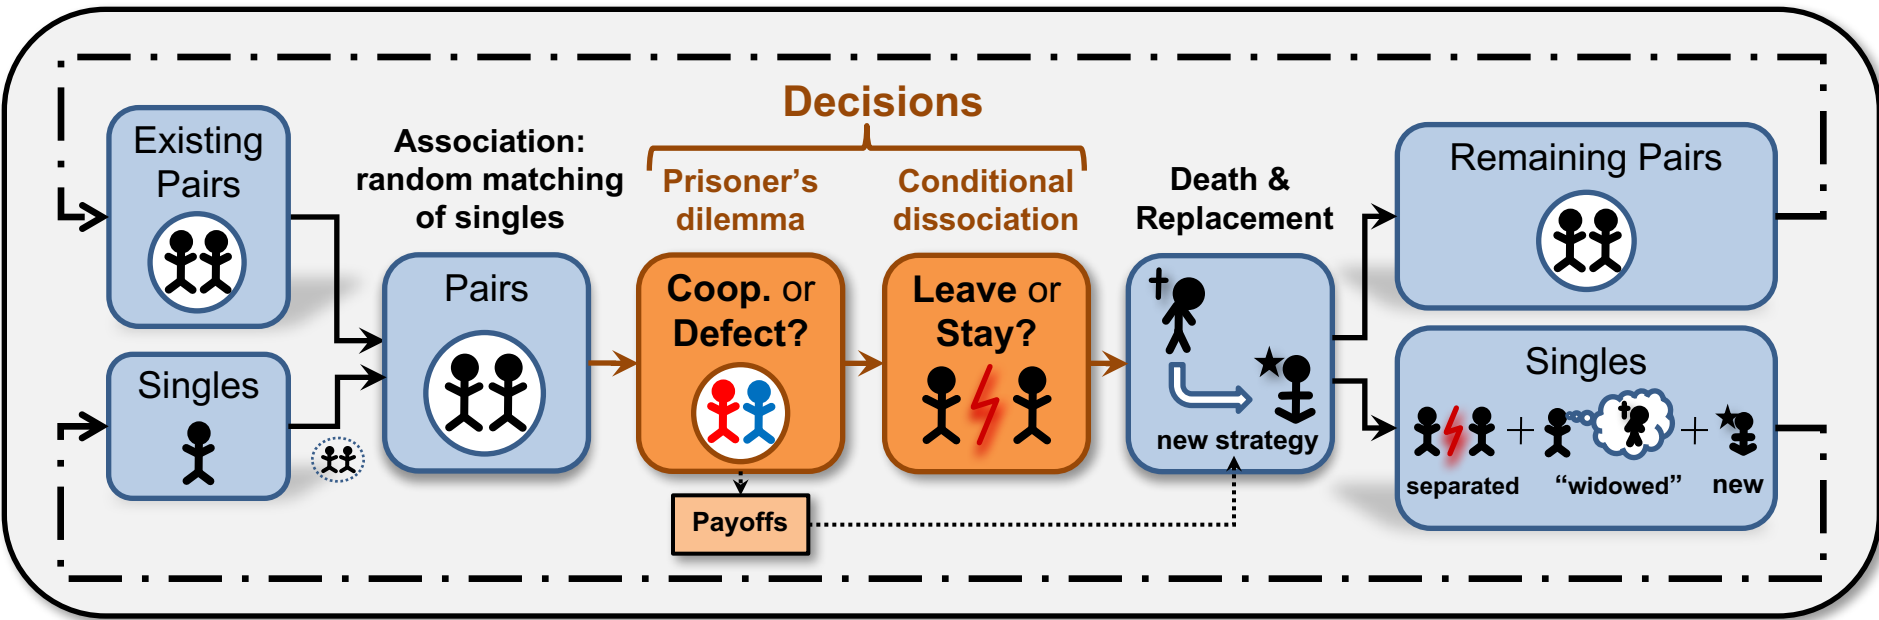 Decisions
Existing
Pairs
Singles
Association:
random matching
of singles
Pairs
Prisoner's
dilemma
Coop. or
Defect?
Payoffs
Conditional
dissociation
Leave or
Stay?
Death &
Replacement
new strategy
Remaining Pairs
Singles
separated
+
“widowed”
+
new